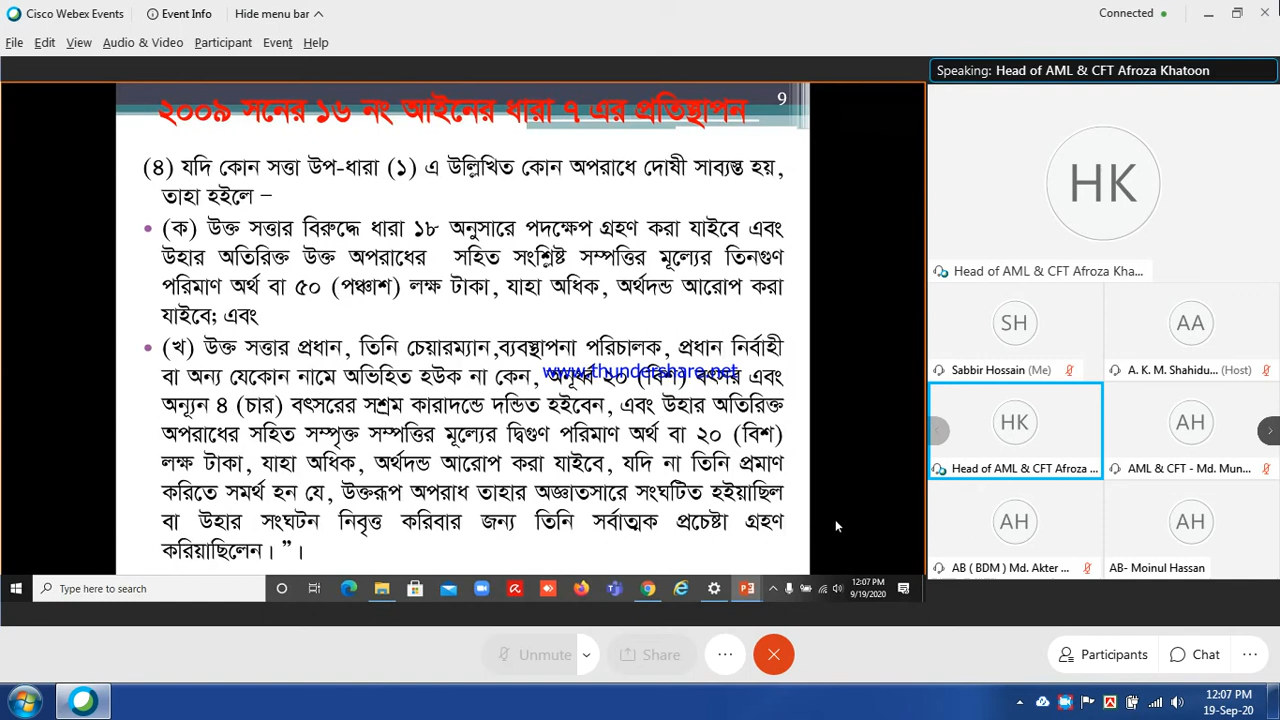 Cisco Webex Events
Event Info
Hide menu bar
Connected
File Edit View Audio & Video Participant Event Help
Speaking: Head of AML & CFT Afroza Khatoon
২০০৯ সনের ১৬ নং আইনের ধারা ৭ এর প্রতিস্থাপন
9
(৪) যদি কোন সত্তা উপ-ধারা (১) এ উল্লিখিত কোন অপরাধে দোষী সাব্যস্ত হয়,
তাহা হইলে –
• (ক) উক্ত সত্তার বিরুদ্ধে ধারা ১৮ অনুসারে পদক্ষেপ গ্রহণ করা যাইবে এবং
উহার অতিরিক্ত উক্ত অপরাধের সহিত সংশ্লিষ্ট সম্পত্তির মূল্যের তিনগুণ
পরিমাণ অর্থ বা ৫০ (পঞ্চাশ) লক্ষ টাকা, যাহা অধিক, অর্থদন্ড আরোপ করা
যাইবে; এবং
• (খ) উক্ত সত্তার প্রধান, তিনি চেয়ারম্যান,ব্যবস্থাপনা পরিচালক, প্রধান নির্বাহী
বা অন্য যেকোন নামে অভিহিত হউক না কেন, অনূর্ধ্ব ২০ (বিশ) বৎসর এবং
www.thundershare.net
অন্যূন ৪ (চার) বৎসরের সশ্রম কারাদন্ডে দন্ডিত হইবেন, এবং উহার অতিরিক্ত
অপরাধের সহিত সম্পৃক্ত সম্পত্তির মূল্যের দ্বিগুণ পরিমাণ অর্থ বা ২০ (বিশ)
লক্ষ টাকা, যাহা অধিক, অর্থদন্ড আরোপ করা যাইবে, যদি না তিনি প্রমাণ
করিতে সমর্থ হন যে, উক্তরূপ অপরাধ তাহার অজ্ঞাতসারে সংঘটিত হইয়াছিল
বা উহার সংঘটন নিবৃত্ত করিবার জন্য তিনি সর্বাত্মক প্রচেষ্টা গ্রহণ
করিয়াছিলেন। ”।
HK
Head of AML & CFT Afroza Kha...
SH
Sabbir Hossain (Me)
AA
A. K. M. Shahidu... (Host)
HK
Head of AML & CFT Afroza ...
AH
AML & CFT - Md. Mun...
AH
AB ( BDM ) Md. Akter ...
AH
AB- Moinul Hassan
Type here to search
12:07 PM
9/19/2020
Unmute
Share
Participants
Chat
12:07 PM
19-Sep-20